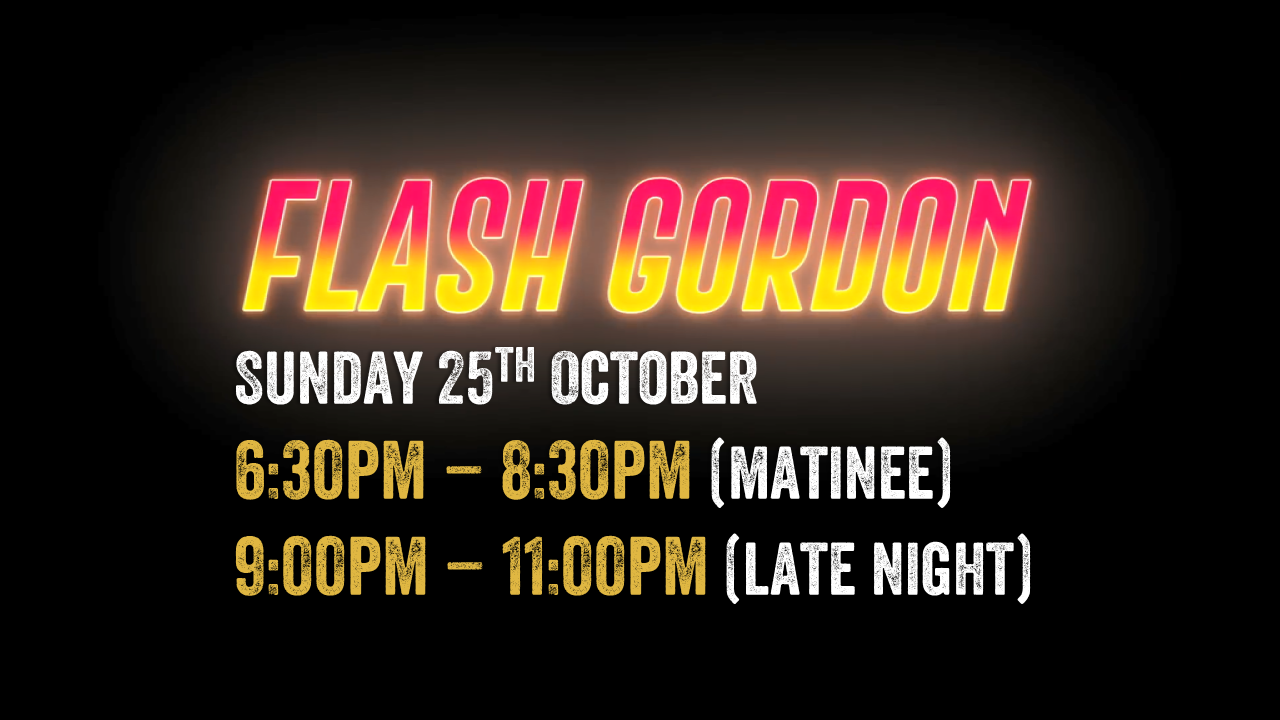 FLASH GORDON
SUNDAY 25TH OCTOBER
6:30PM – 8:30PM (MATINEE)
9:00PM – 11:00PM (LATE NIGHT)